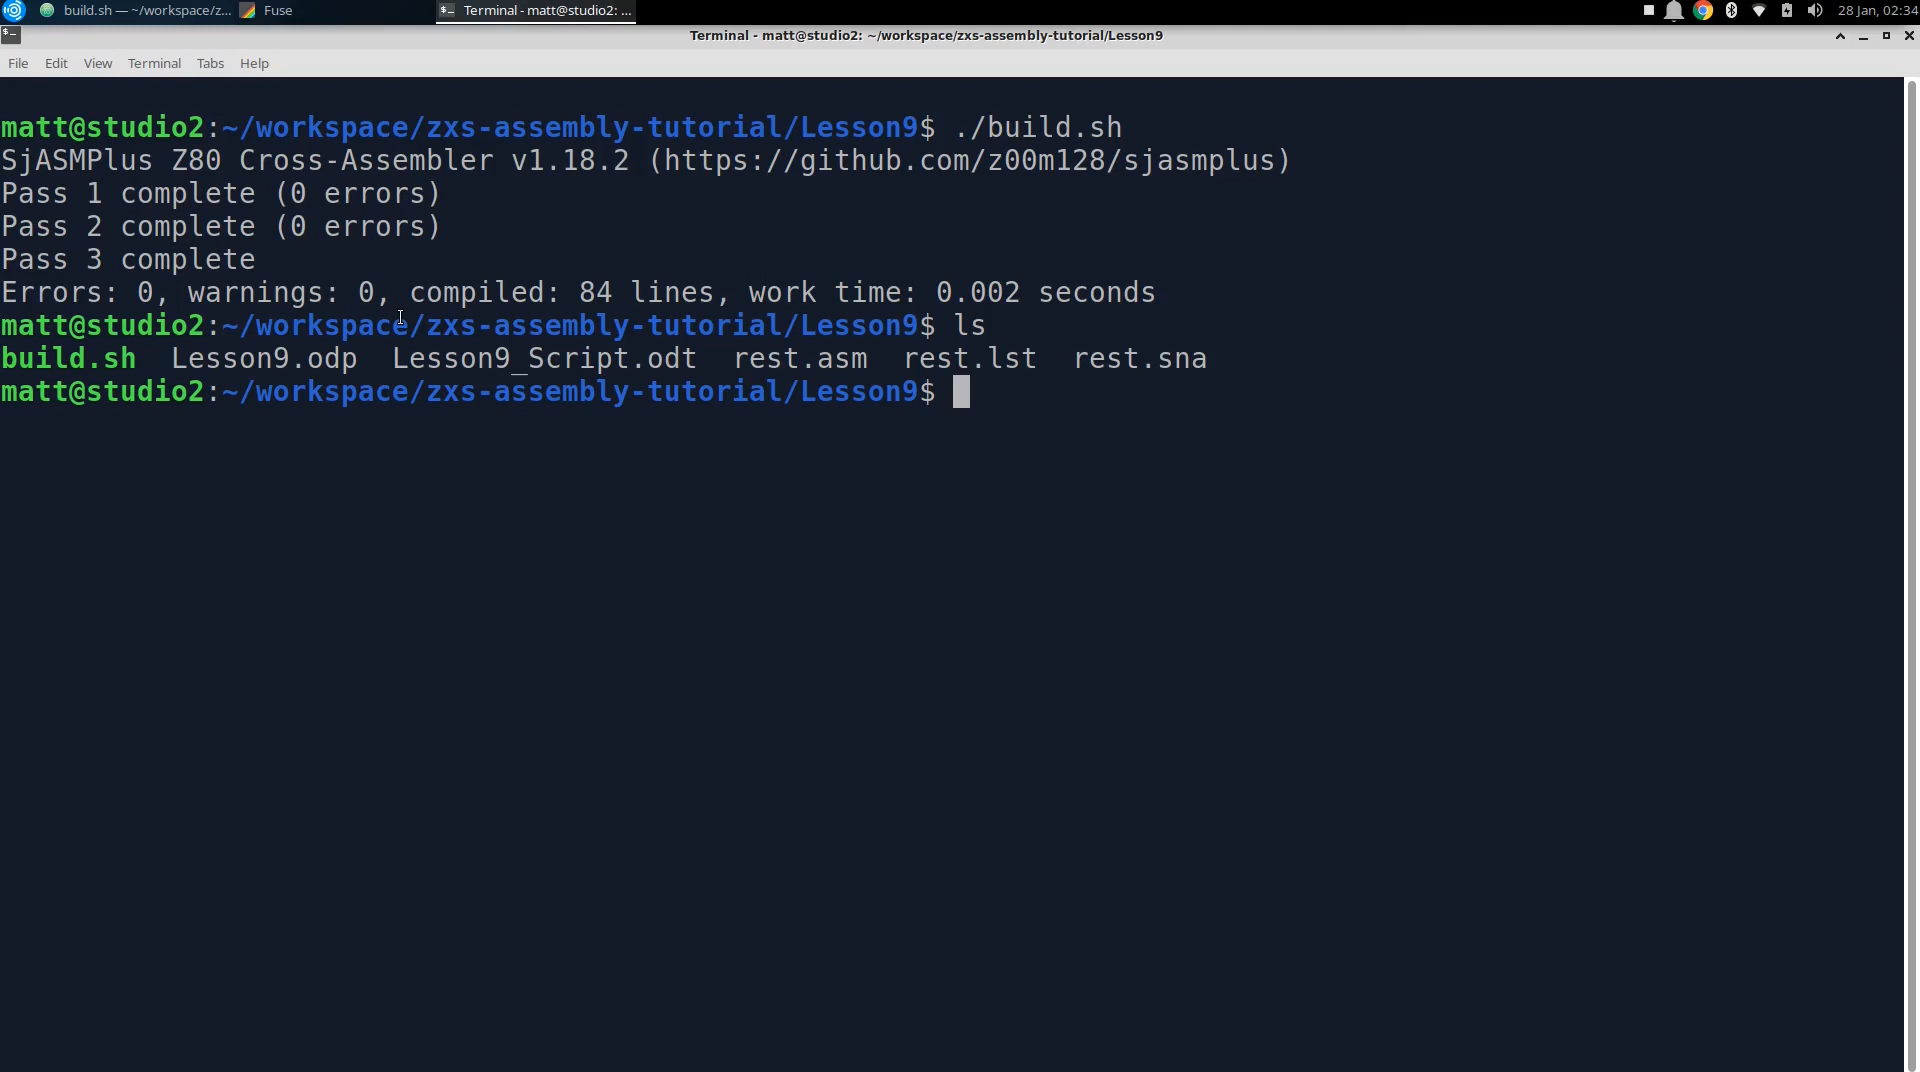 build.sh — ~/workspace/z... Fuse Terminal - matt@studio2: ... 28 Jan, 02:34
Terminal - matt@studio2: ~/workspace/zxs-assembly-tutorial/Lesson9
File Edit View Terminal Tabs Help
matt@studio2:~/workspace/zxs-assembly-tutorial/Lesson9$ ./build.sh
SjASMPlus Z80 Cross-Assembler v1.18.2 (https://github.com/z00m128/sjasmplus)
Pass 1 complete (0 errors)
Pass 2 complete (0 errors)
Pass 3 complete
Errors: 0, warnings: 0, compiled: 84 lines, work time: 0.002 seconds
matt@studio2:~/workspace/zxs-assembly-tutorial/Lesson9$ ls
build.sh Lesson9.odp Lesson9_Script.odt rest.asm rest.lst rest.sna
matt@studio2:~/workspace/zxs-assembly-tutorial/Lesson9$